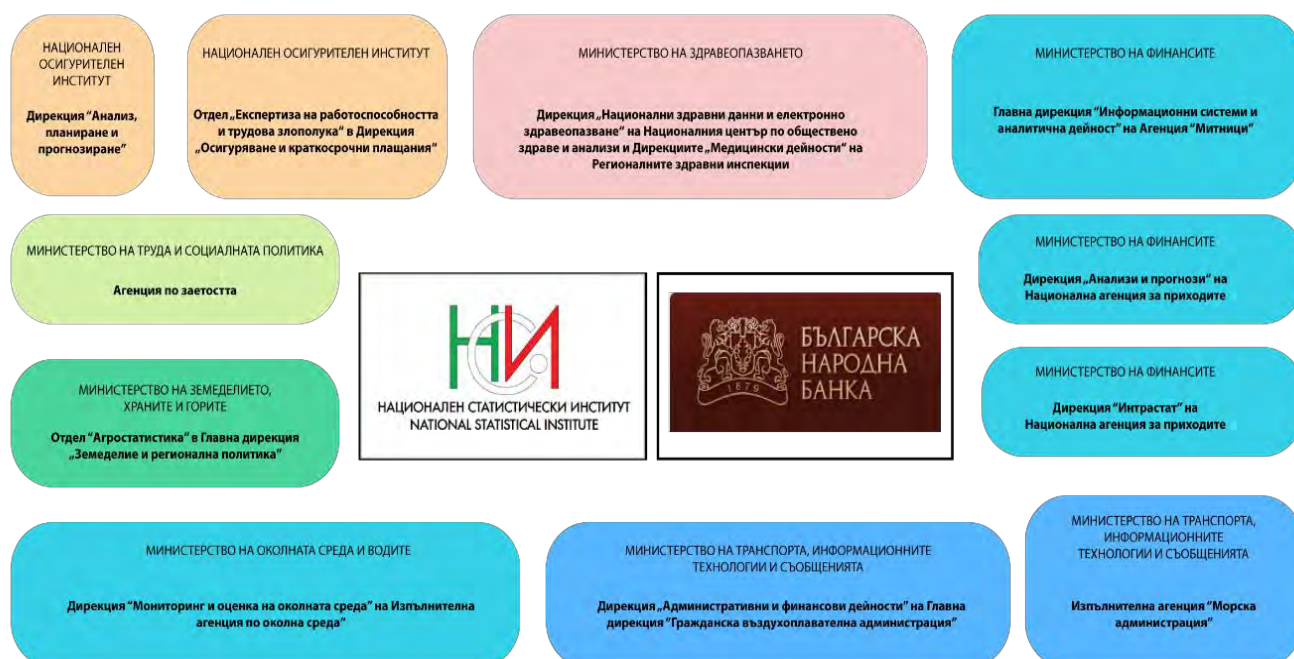 НАЦИОНАЛЕН
ОСИГУРИТЕЛЕН
ИНСТИТУТ
Дирекция "Анализ,
планиране и
прогнозиране"
НАЦИОНАЛЕН ОСИГУРИТЕЛЕН ИНСТИТУТ
Отдел „Експертиза на работоспособността
и трудова злополука" в Дирекция
„Осигуряване и краткосрочни плащания"
МИНИСТЕРСТВО НА ЗДРАВЕОПАЗВАНЕТО
Дирекция „Национални здравни данни и електронно
здравеопазване" на Националния център по обществено
здраве и анализи и Дирекциите „Медицински дейности" на
Регионалните здравни инспекции
МИНИСТЕРСТВО НА ФИНАНСИТЕ
Главна дирекция "Информационни системи и
аналитична дейност" на Агенция "Митници"
МИНИСТЕРСТВО НА ТРУДА И СОЦИАЛНАТА ПОЛИТИКА
Агенция по заетостта
МИНИСТЕРСТВО НА ФИНАНСИТЕ
Дирекция „Анализи и прогнози" на
Национална агенция за приходите
НСИ
НАЦИОНАЛЕН СТАТИСТИЧЕСКИ ИНСТИТУТ
NATIONAL STATISTICAL INSTITUTE
1879
БЪЛГАРСКА
НАРОДНА
БАНКА
МИНИСТЕРСТВО НА ЗЕМЕДЕЛИЕТО,
ХРАНИТЕ И ГОРИТЕ
Отдел "Агростатистика" в Главна дирекция
„Земеделие и регионална политика"
МИНИСТЕРСТВО НА ФИНАНСИТЕ
Дирекция "Интрастат" на
Национална агенция за приходите
МИНИСТЕРСТВО НА ОКОЛНАТА СРЕДА И ВОДИТЕ
Дирекция "Мониторинг и оценка на околната среда" на Изпълнителна
агенция по околна среда"
МИНИСТЕРСТВО НА ТРАНСПОРТА, ИНФОРМАЦИОННИТЕ
ТЕХНОЛОГИИ И СЪОБЩЕНИЯТА
Дирекция „Административни и финансови дейности" на Главна
дирекция "Гражданска въздухоплавателна администрация"
МИНИСТЕРСТВО НА ТРАНСПОРТА,
ИНФОРМАЦИОННИТЕ
ТЕХНОЛОГИИ И СЪОБЩЕНИЯТА
Изпълнителна агенция "Морска
администрация"